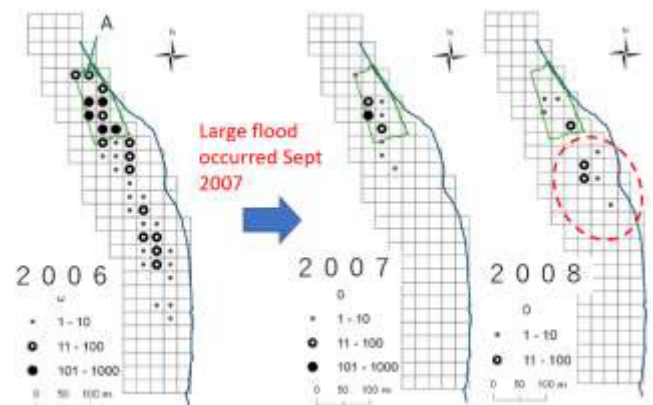 A
N
N
N
Large flood
occurred Sept
2007
2006
0
1 - 10
11 - 100
101 - 1000
0 50 100 m
2007
0
1 - 10
11 - 100
101 - 1000
0 50 100 m
2008
0
1 - 10
11 - 100
0 50 100 m